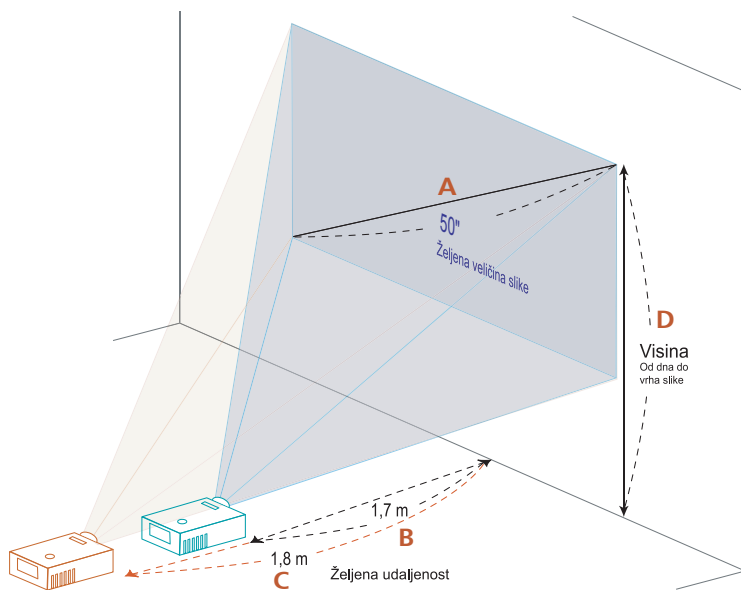 A
50"
Željena veličina slike
D
Visina
Od dna do
vrha slike
1,7 m
B
1,8 m
C
Željena udaljenost